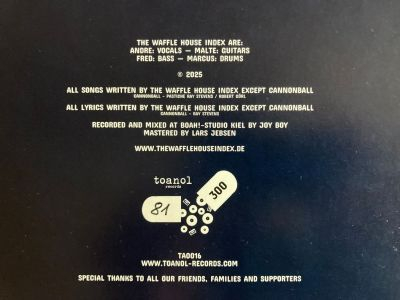 THE WAFFLE HOUSE INDEX ARE:
ANDRE: VOCALS — MALTE: GUITARS
FRED: BASS — MARCUS: DRUMS
© 2025
ALL SONGS WRITTEN BY THE WAFFLE HOUSE INDEX EXCEPT CANNONBALL
CANNONBALL - PASTICHE RAY STEVENS / ROBERT GÖRL
ALL LYRICS WRITTEN BY THE WAFFLE HOUSE INDEX EXCEPT CANNONBALL
CANNONBALL - RAY STEVENS
RECORDED AND MIXED AT BOAH!-STUDIO KIEL BY JOY BOY
MASTERED BY LARS JEBSEN
WWW.THEWAFFLEHOUSEINDEX.DE
toanol
records
300
81
TA0016
WWW.TOANOL-RECORDS.COM
SPECIAL THANKS TO ALL OUR FRIENDS, FAMILIES AND SUPPORTERS